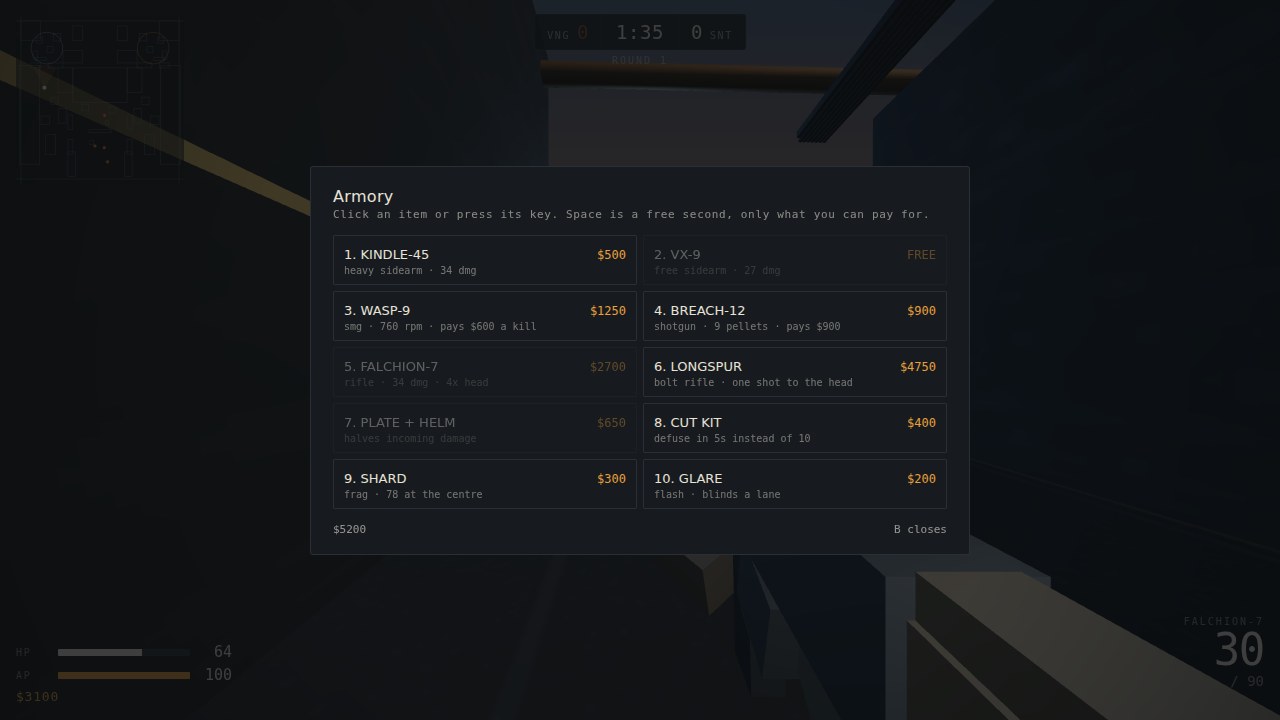 VNG 0 1:35 0 SNT
ROUND 1
Armory
Click an item or press its key. Space is a free second, only what you can pay for.
1. KINDLE-45 $500
heavy sidearm · 34 dmg
2. VX-9 FREE
free sidearm · 27 dmg
3. WASP-9 $1250
smg · 760 rpm · pays $600 a kill
4. BREACH-12 $900
shotgun · 9 pellets · pays $900
5. FALCHION-7 $2700
rifle · 34 dmg · 4x head
6. LONGSPUR $4750
bolt rifle · one shot to the head
7. PLATE + HELM $650
halves incoming damage
8. CUT KIT $400
defuse in 5s instead of 10
9. SHARD $300
frag · 78 at the centre
10. GLARE $200
flash · blinds a lane
$5200 B closes
HP 64
AP 100
$3100
FALCHION-7
30
/ 90